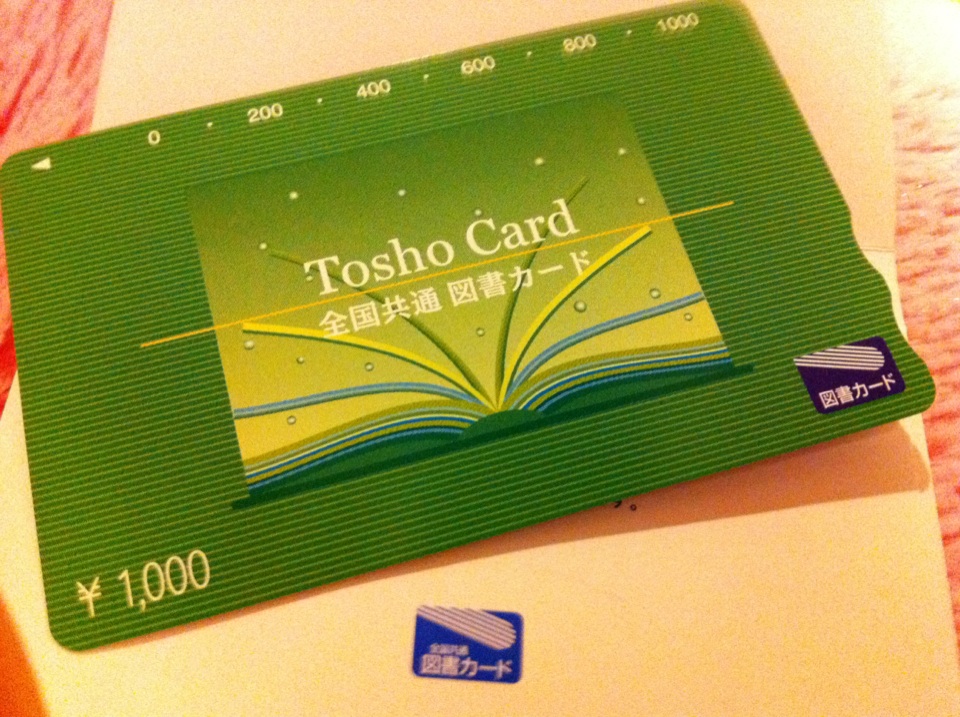 0 ・ 200 ・ 400 ・ 600 ・ 800 ・ 1000
Tosho Card
全国共通 図書カード
図書カード
¥ 1,000
す。
全国共通
図書カード